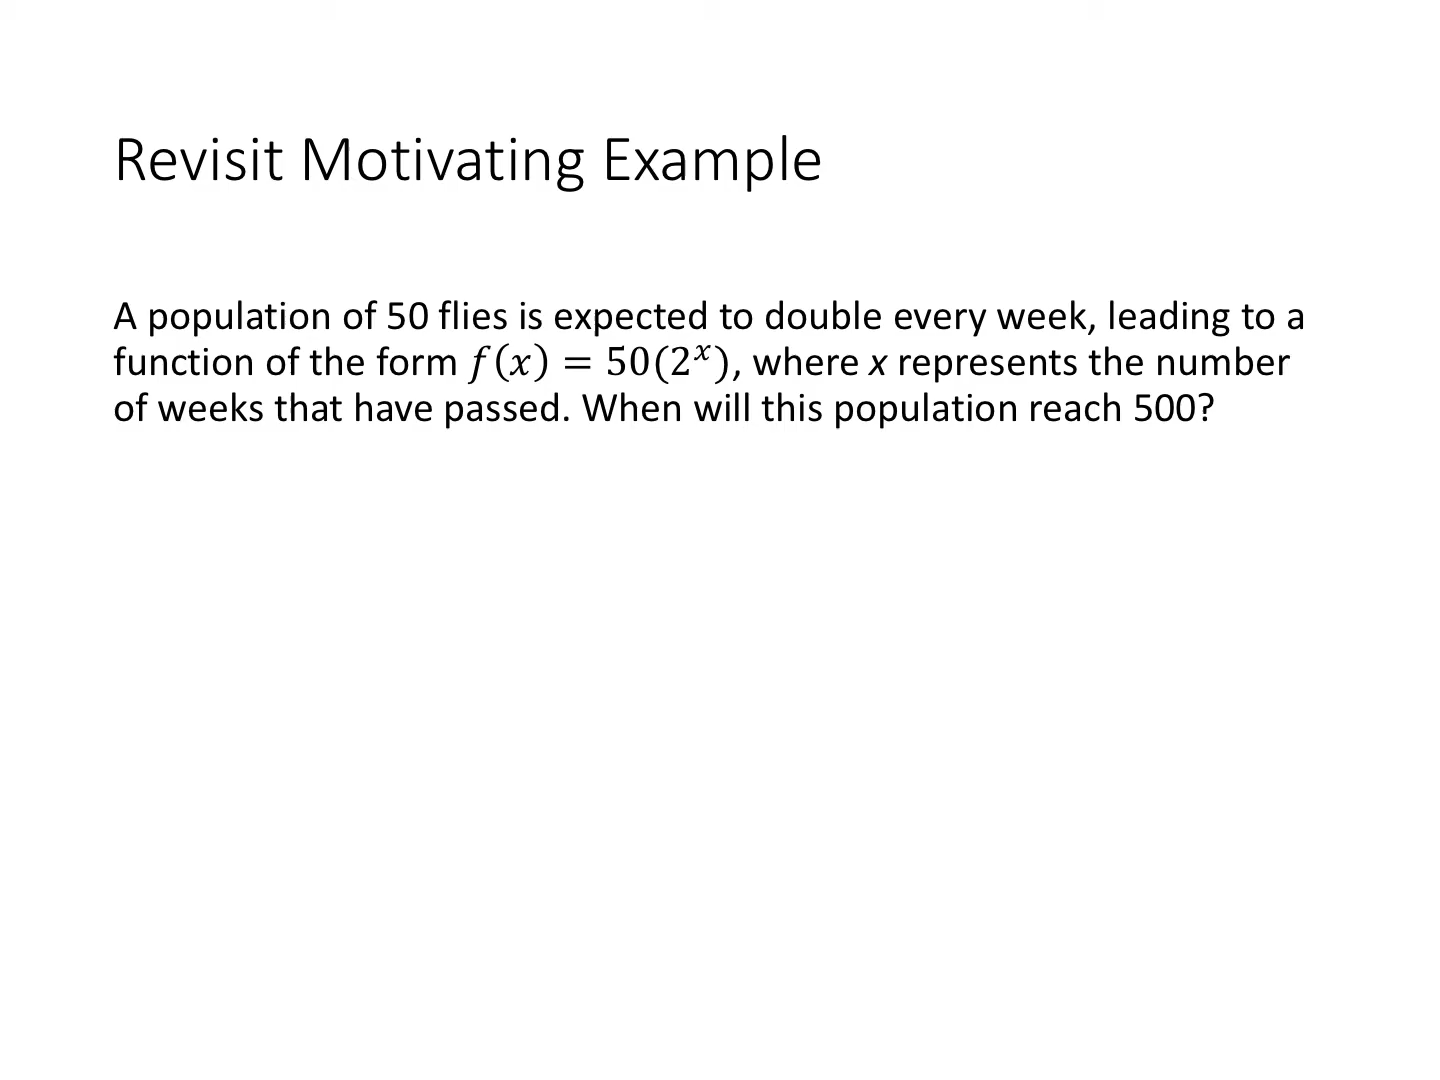 Revisit Motivating Example
A population of 50 flies is expected to double every week, leading to a
function of the form 𝑓(𝑥) = 50(2ˣ), where x represents the number
of weeks that have passed. When will this population reach 500?